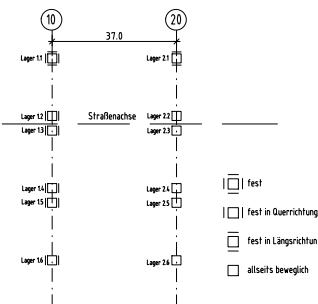 10 20
37.0
Lager 1.1 Lager 2.1
Lager 1.2 Straßenachse Lager 2.2
Lager 1.3 Lager 2.3
Lager 1.4 Lager 2.4
Lager 1.5 Lager 2.5
Lager 1.6 Lager 2.6
fest
fest in Querrichtung
fest in Längsrichtun
allseits beweglich